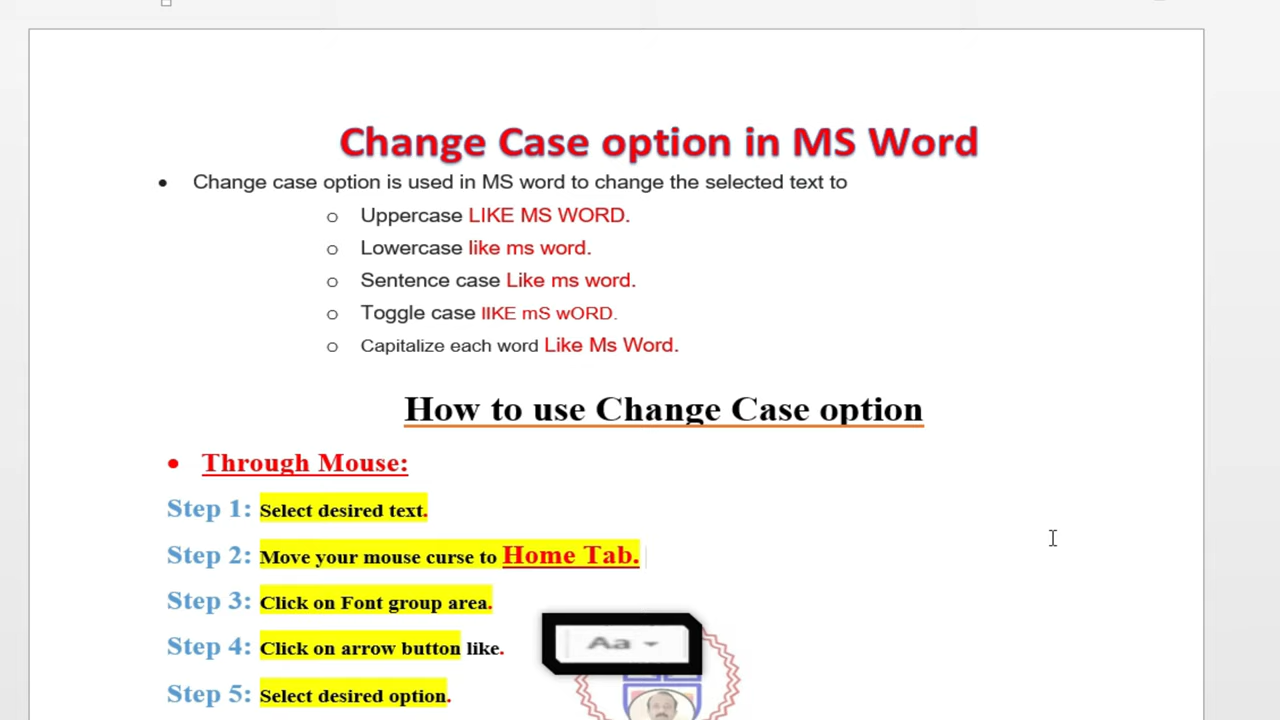 Change Case option in MS Word
• Change case option is used in MS word to change the selected text to
o Uppercase LIKE MS WORD.
o Lowercase like ms word.
o Sentence case Like ms word.
o Toggle case lIKE mS wORD.
o Capitalize each word Like Ms Word.
How to use Change Case option
• Through Mouse:
Step 1: Select desired text.
Step 2: Move your mouse curse to Home Tab.
Step 3: Click on Font group area.
Step 4: Click on arrow button like.
Aa
Step 5: Select desired option.